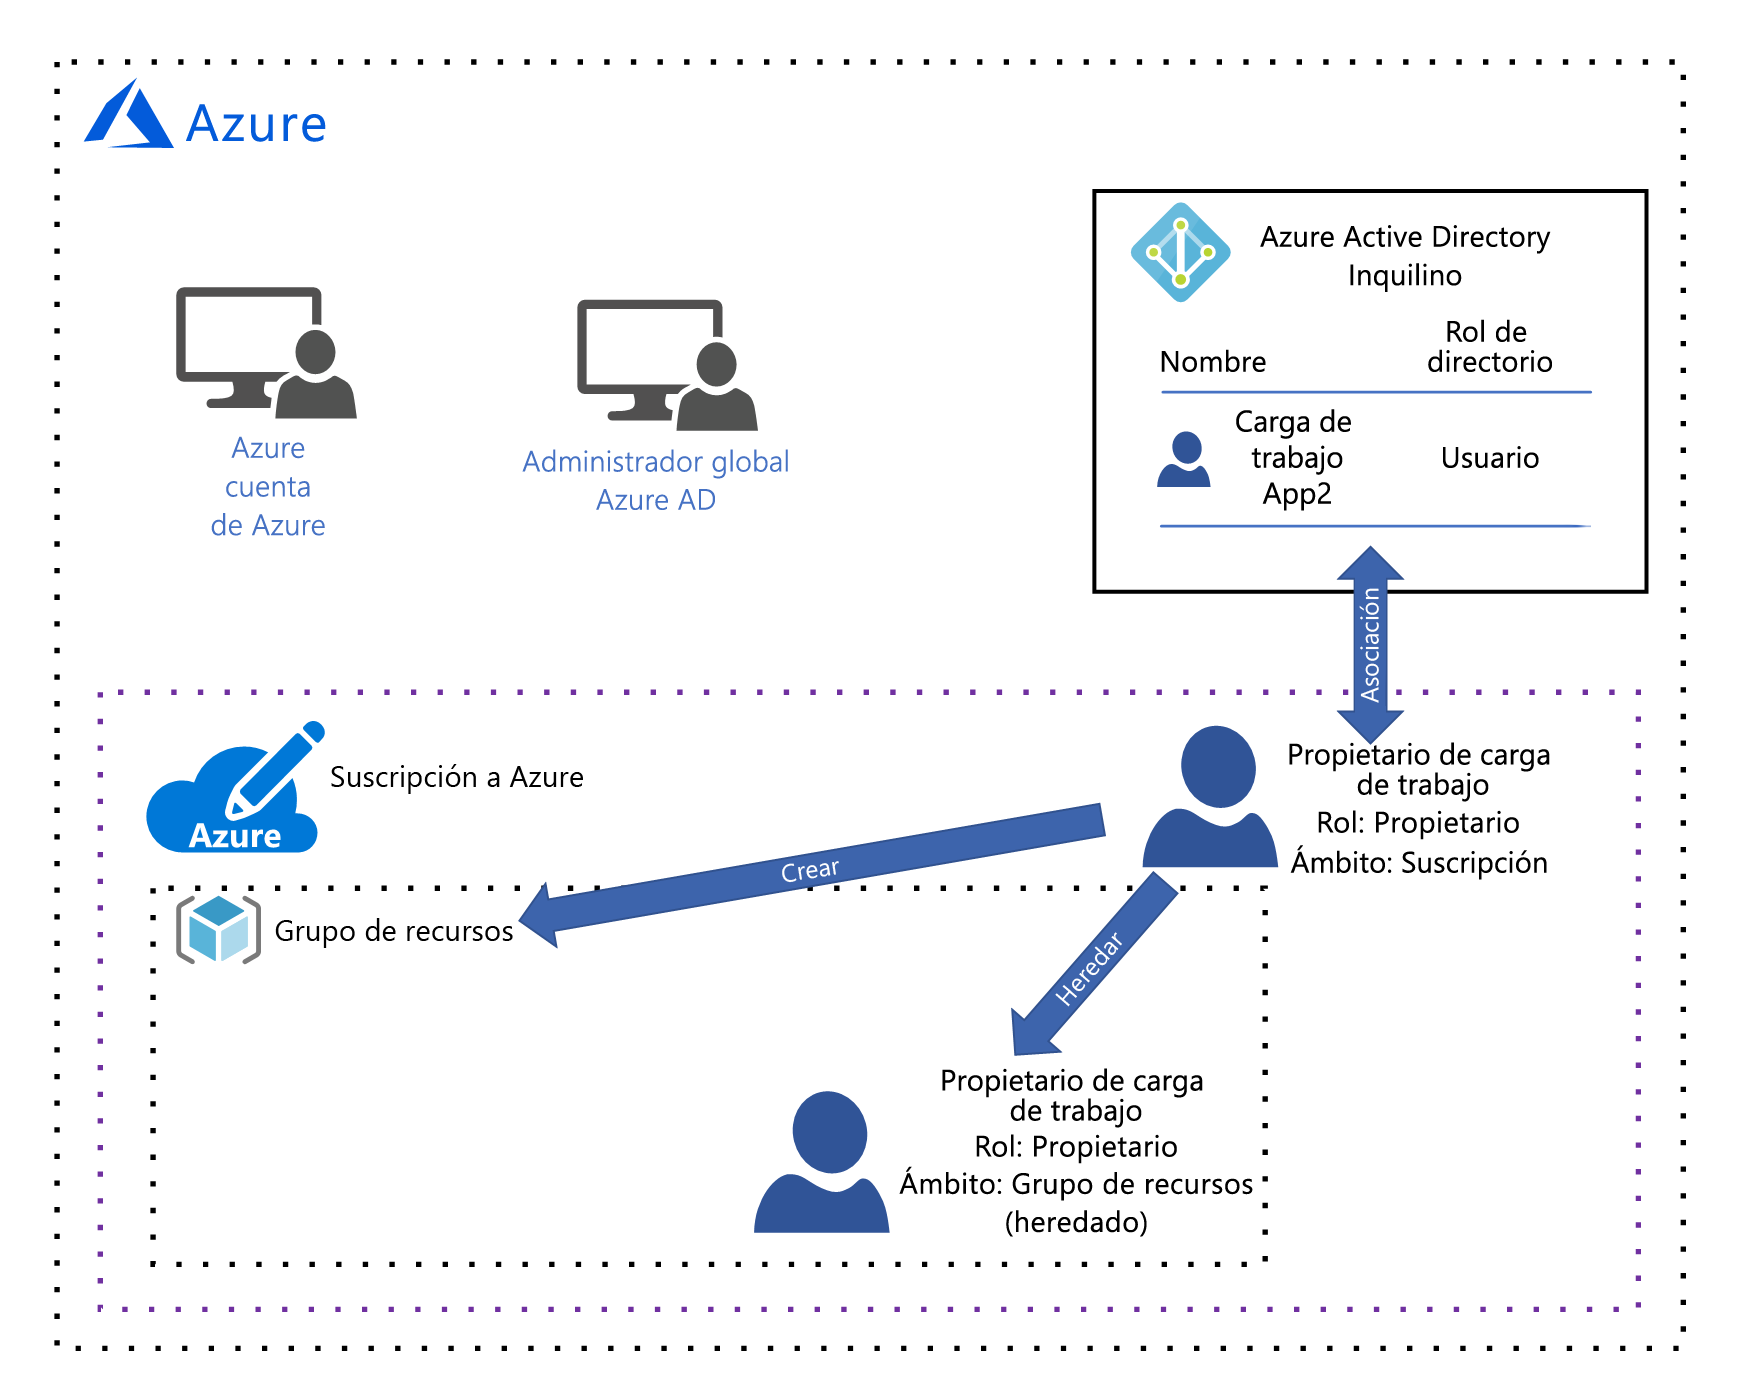 Azure
Azure Active Directory
Inquilino
Nombre
Rol de
directorio
Carga de
trabajo
App2
Usuario
Azure
cuenta
de Azure
Administrador global
Azure AD
Asociación
Azure
Suscripción a Azure
Propietario de carga
de trabajo
Rol: Propietario
Ámbito: Suscripción
Crear
Grupo de recursos
Heredar
Propietario de carga
de trabajo
Rol: Propietario
Ámbito: Grupo de recursos
(heredado)